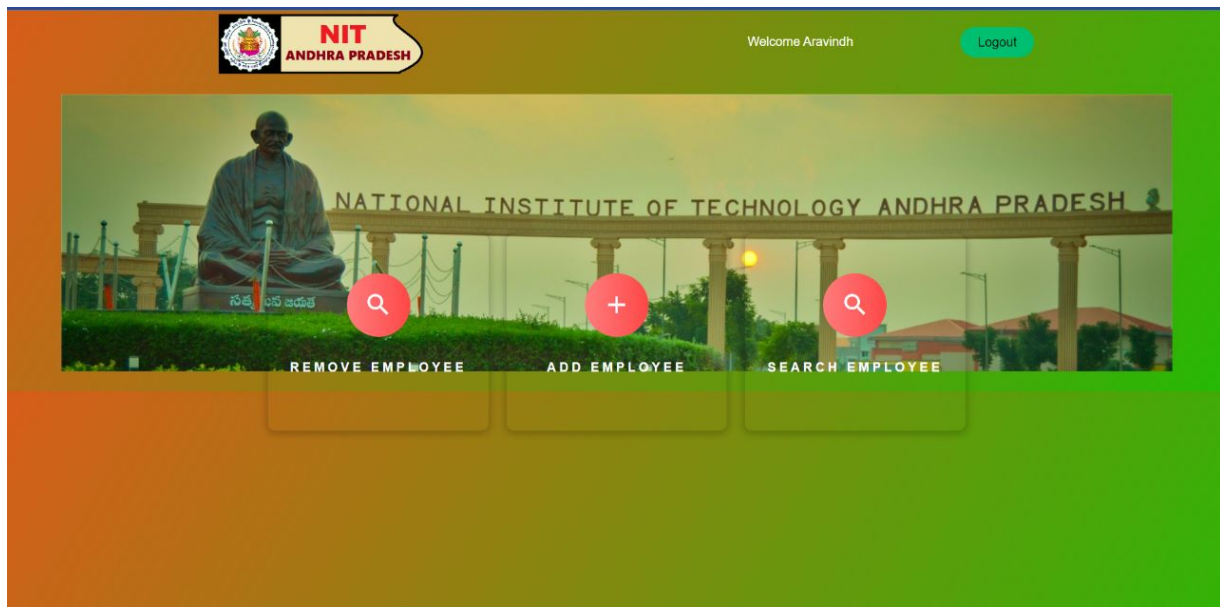 NIT
ANDHRA PRADESH
Welcome Aravindh
Logout
NATIONAL INSTITUTE OF TECHNOLOGY ANDHRA PRADESH
REMOVE EMPLOYEE
ADD EMPLOYEE
SEARCH EMPLOYEE